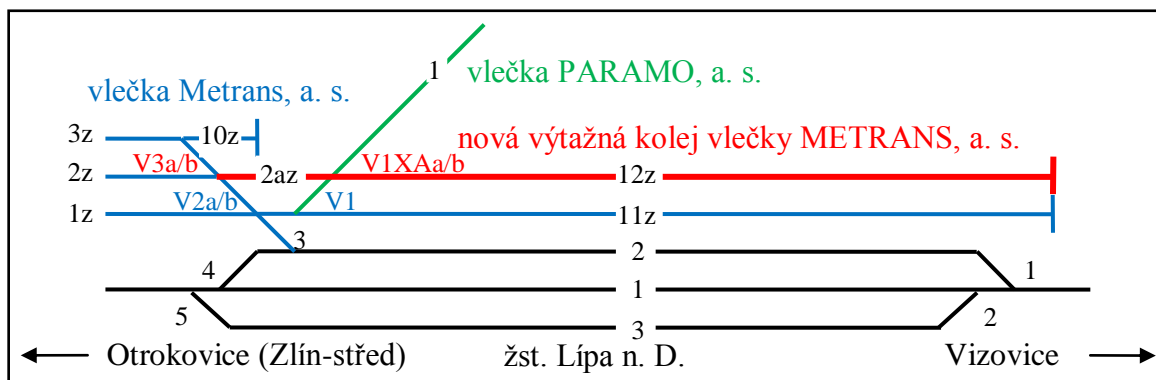 1
vlečka PARAMO, a. s.
vlečka Metrans, a. s.
3z
10z
nová výtažná kolej vlečky METRANS, a. s.
V3a/b
V1XAa/b
2z
2az
12z
V2a/b
V1
1z
11z
3
2
4
1
1
5
2
3
Otrokovice (Zlín-střed)
žst. Lípa n. D.
Vizovice